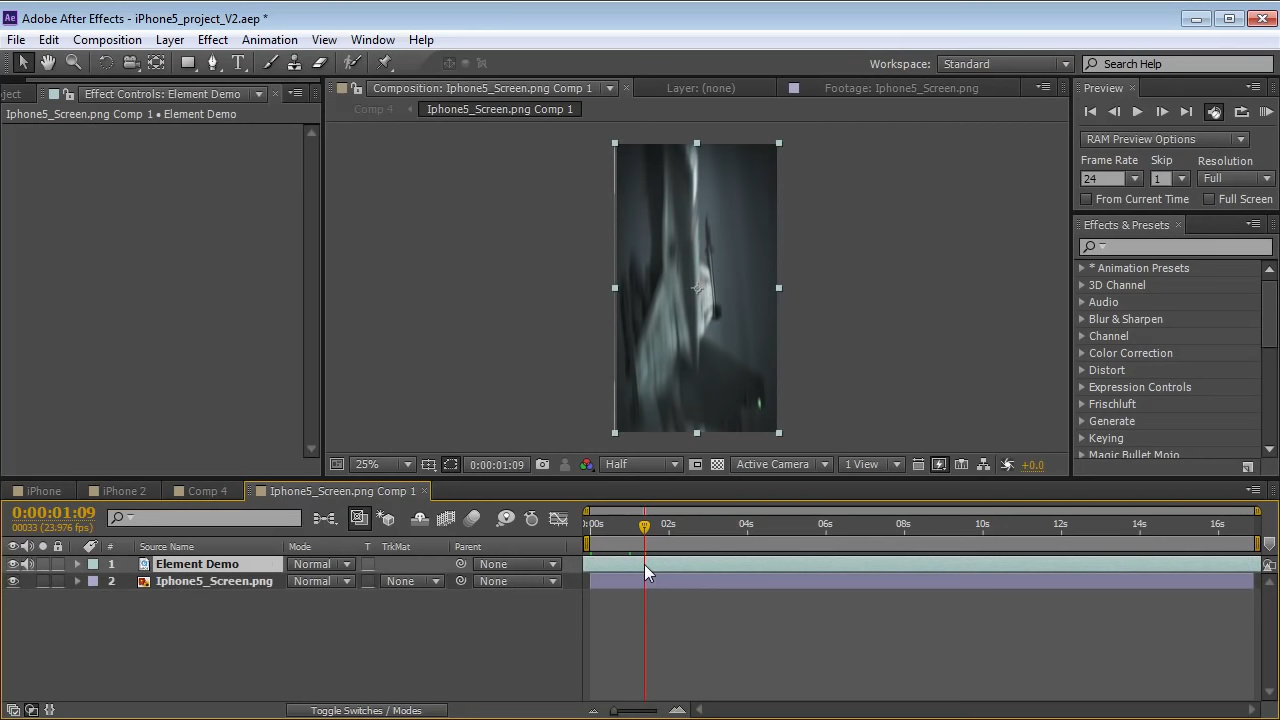 Adobe After Effects - iPhone5_project_V2.aep *
File Edit Composition Layer Effect Animation View Window Help
Workspace: Standard Search Help
ject Effect Controls: Element Demo
Composition: Iphone5_Screen.png Comp 1
Layer: (none)
Footage: Iphone5_Screen.png
Preview
Iphone5_Screen.png Comp 1 • Element Demo
Comp 4 Iphone5_Screen.png Comp 1
RAM Preview Options
Frame Rate Skip Resolution
24 1 Full
From Current Time Full Screen
Effects & Presets
* Animation Presets
3D Channel
Audio
Blur & Sharpen
Channel
Color Correction
Distort
Expression Controls
Frischluft
Generate
Keying
Magic Bullet Mojo
25% 0:00:01:09 Half Active Camera 1 View +0.0
iPhone iPhone 2 Comp 4 Iphone5_Screen.png Comp 1
0:00:01:09
00033 (23.976 fps)
:00s 02s 04s 06s 08s 10s 12s 14s 16s
# Source Name Mode T TrkMat Parent
1 Element Demo Normal None
2 Iphone5_Screen.png Normal None None
Toggle Switches / Modes